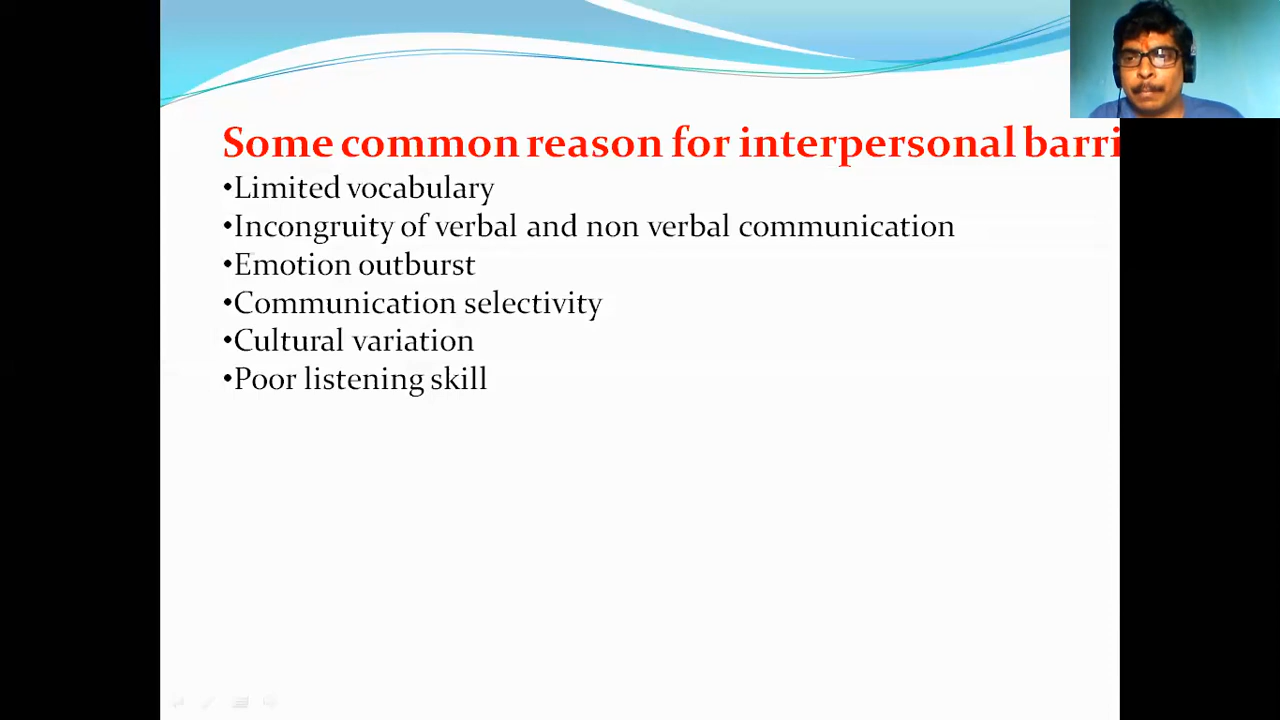 Some common reason for interpersonal barri
•Limited vocabulary
•Incongruity of verbal and non verbal communication
•Emotion outburst
•Communication selectivity
•Cultural variation
•Poor listening skill